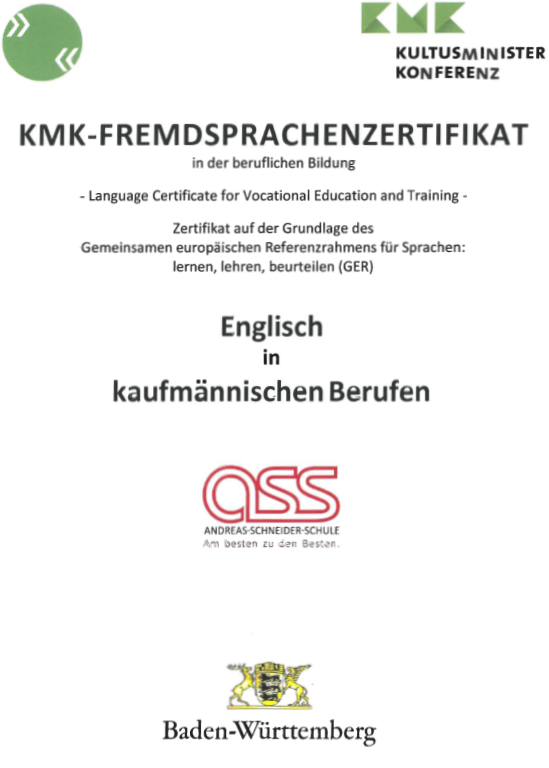 KMK
KULTUSMINISTER
KONFERENZ
KMK-FREMDSPRACHENZERTIFIKAT
in der beruflichen Bildung
- Language Certificate for Vocational Education and Training -
Zertifikat auf der Grundlage des
Gemeinsamen europäischen Referenzrahmens für Sprachen:
lernen, lehren, beurteilen (GER)
Englisch
in
kaufmännischen Berufen
ass
ANDREAS-SCHNEIDER-SCHULE
Am besten zu den Besten.
Baden-Württemberg